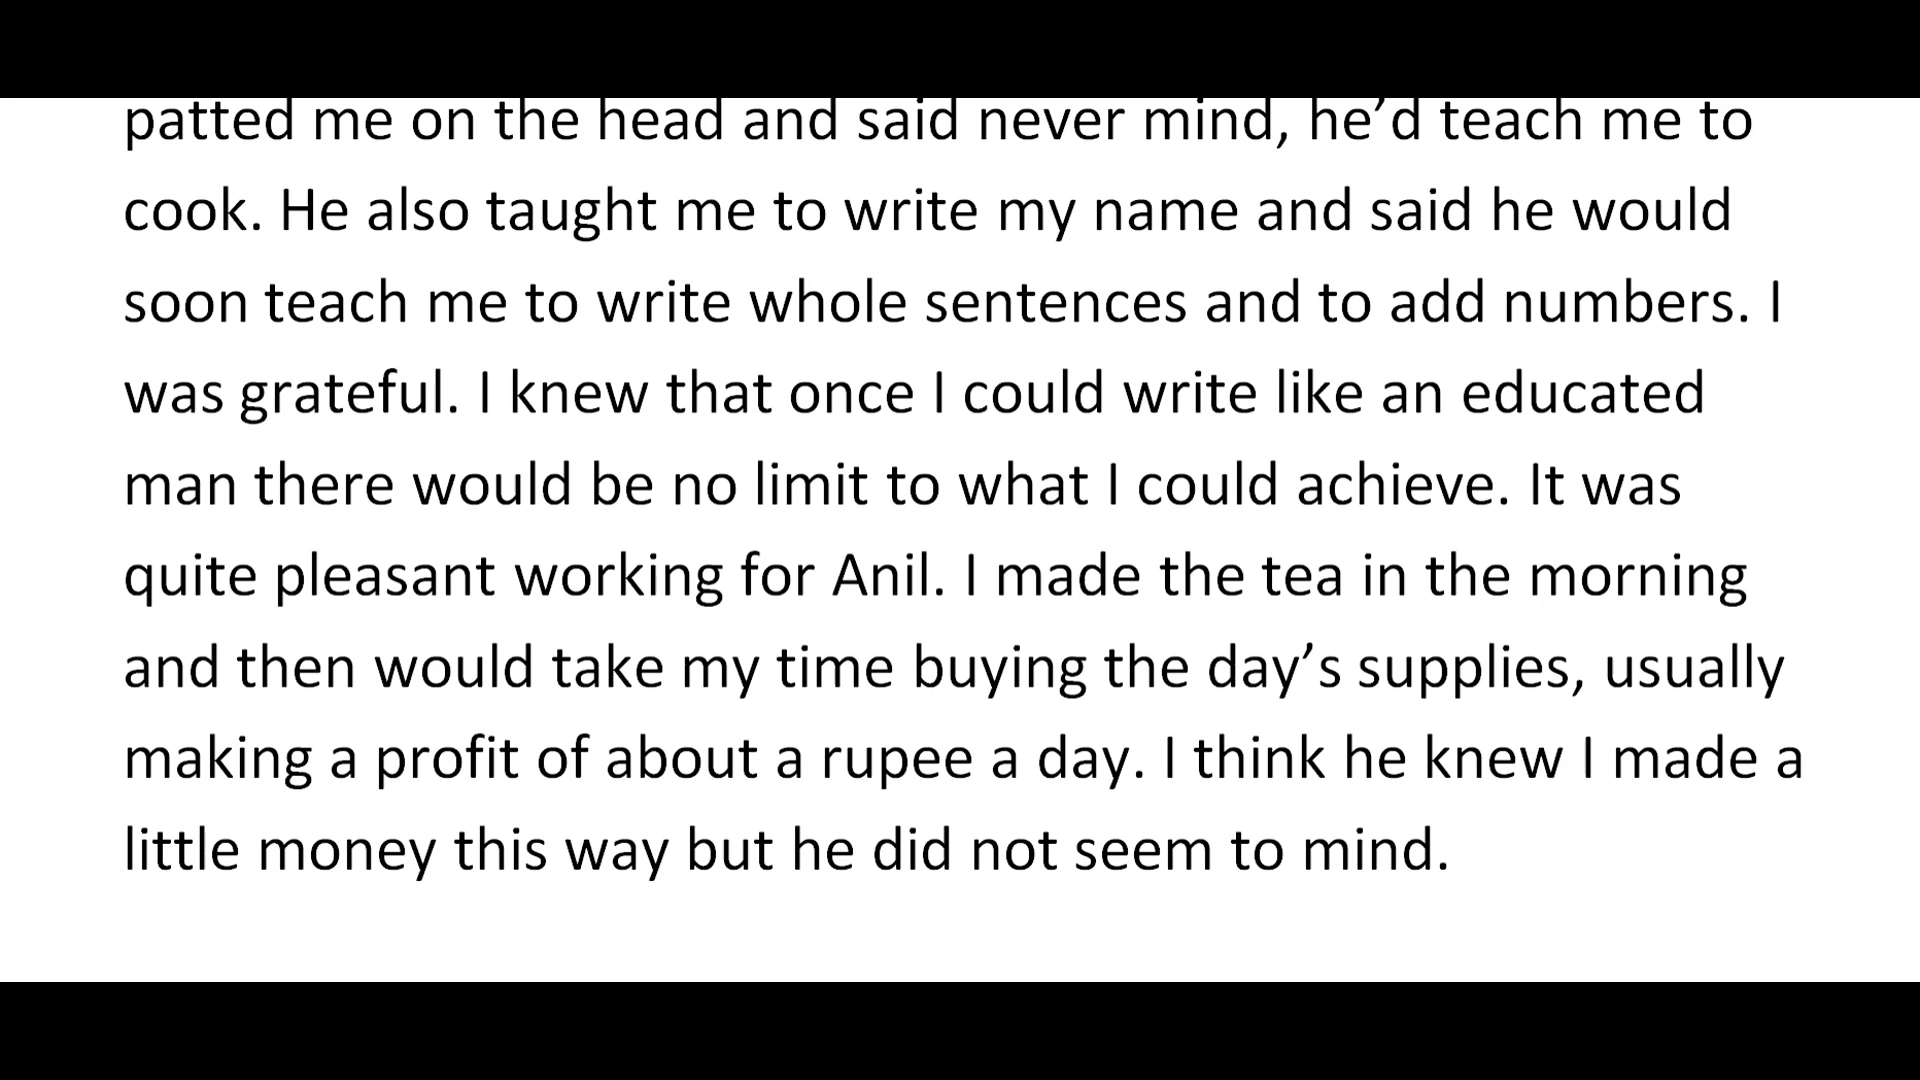 patted me on the head and said never mind, he’d teach me to
cook. He also taught me to write my name and said he would
soon teach me to write whole sentences and to add numbers. I
was grateful. I knew that once I could write like an educated
man there would be no limit to what I could achieve. It was
quite pleasant working for Anil. I made the tea in the morning
and then would take my time buying the day’s supplies, usually
making a profit of about a rupee a day. I think he knew I made a
little money this way but he did not seem to mind.